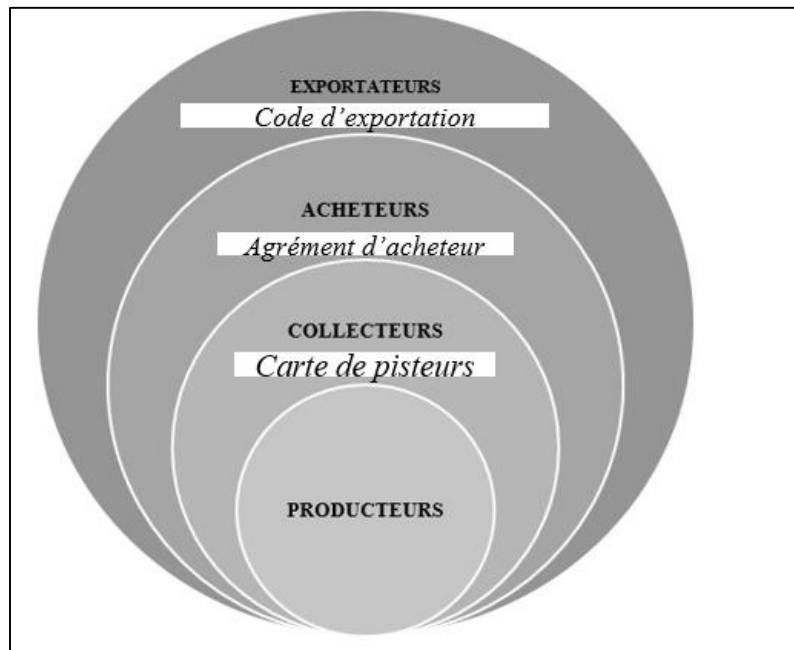 EXPORTATEURS
Code d’exportation
ACHETEURS
Agrément d’acheteur
COLLECTEURS
Carte de pisteurs
PRODUCTEURS